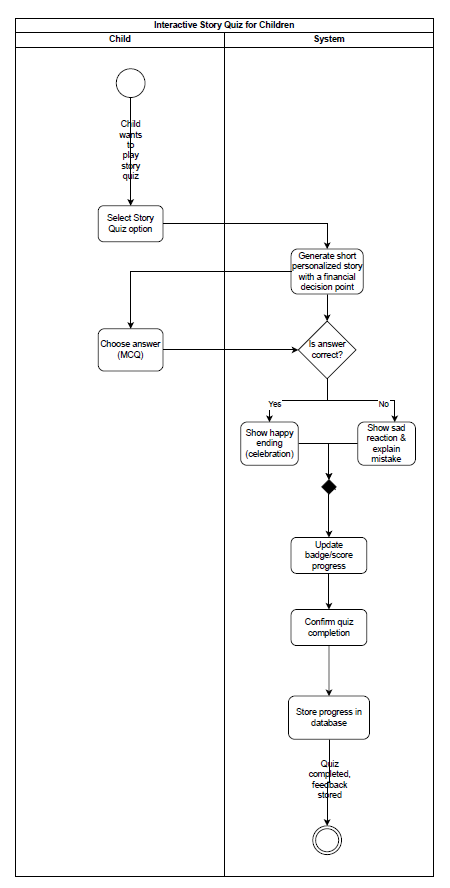 Interactive Story Quiz for Children
Child
System
Child
wants
to
play
story
quiz
Select Story
Quiz option
Generate short
personalized story
with a financial
decision point
Choose answer
(MCQ)
Is answer
correct?
Yes
No
Show happy
ending
(celebration)
Show sad
reaction &
explain
mistake
Update
badge/score
progress
Confirm quiz
completion
Store progress in
database
Quiz
completed,
feedback
stored